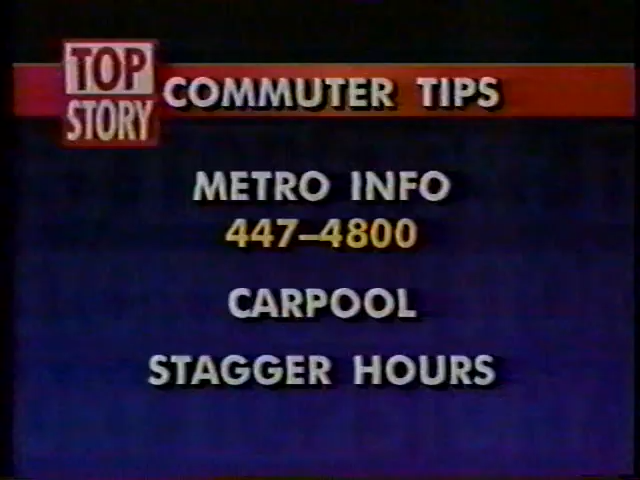 TOP
STORY
COMMUTER TIPS
METRO INFO
447-4800
CARPOOL
STAGGER HOURS